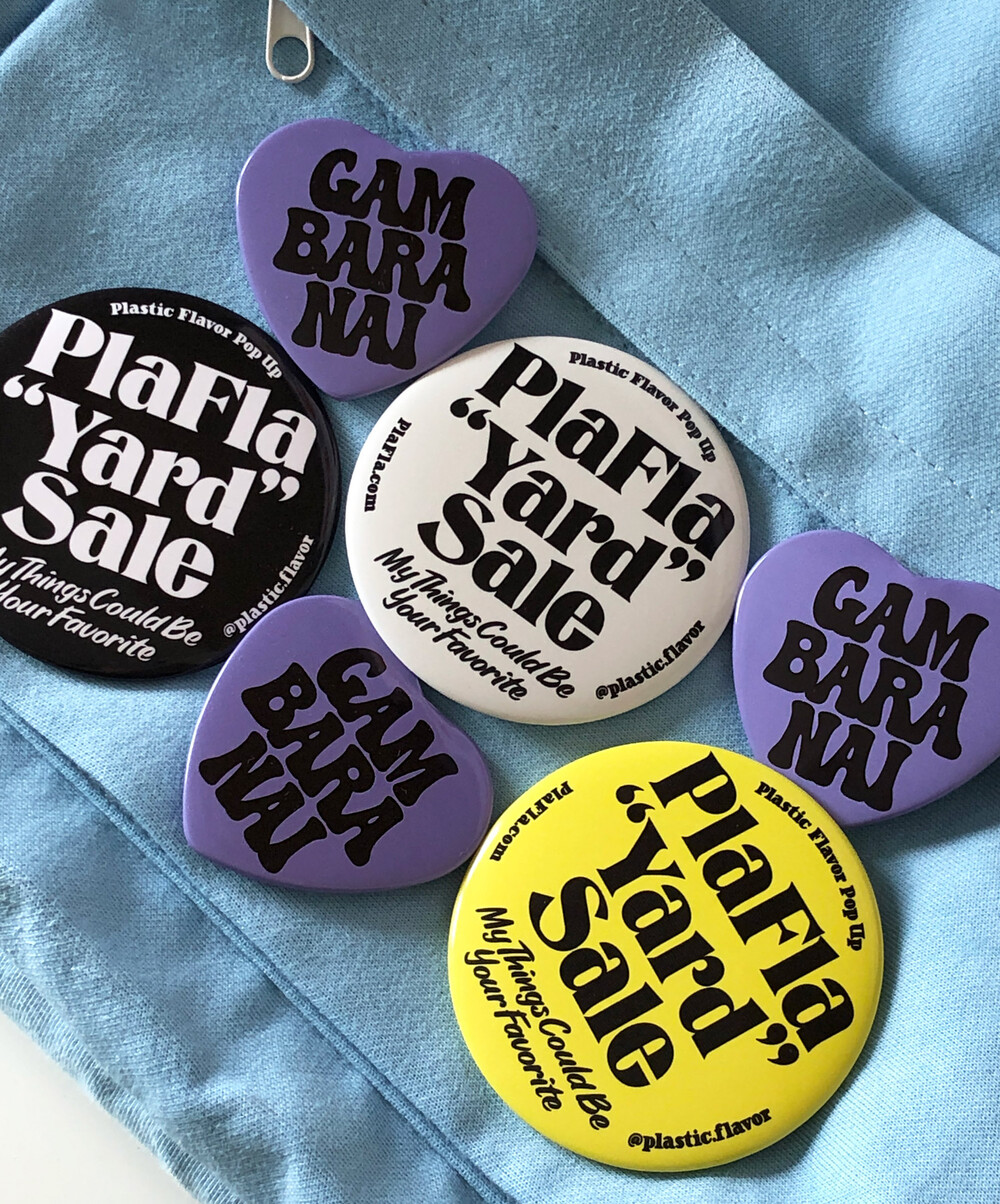 GAM
BARA
NAI
Plastic Flavor Pop Up
PlaFla
“Yard”
Sale
My Things Could Be
Your Favorite
@plastic.flavor
Plastic Flavor Pop Up
PlaFla.com
PlaFla
“Yard”
Sale
My Things Could Be
Your Favorite
@plastic.flavor
GAM
BARA
NAI
GAM
BARA
NAI
Plastic Flavor Pop Up
PlaFla.com
PlaFla
“Yard”
Sale
My Things Could Be
Your Favorite
@plastic.flavor